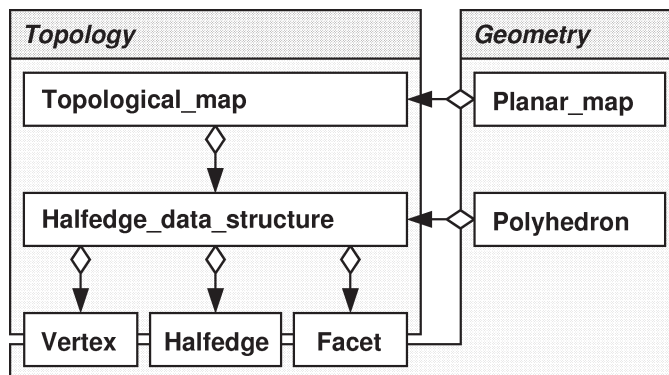 Topology
Geometry
Topological_map
Planar_map
Halfedge_data_structure
Polyhedron
Vertex
Halfedge
Facet